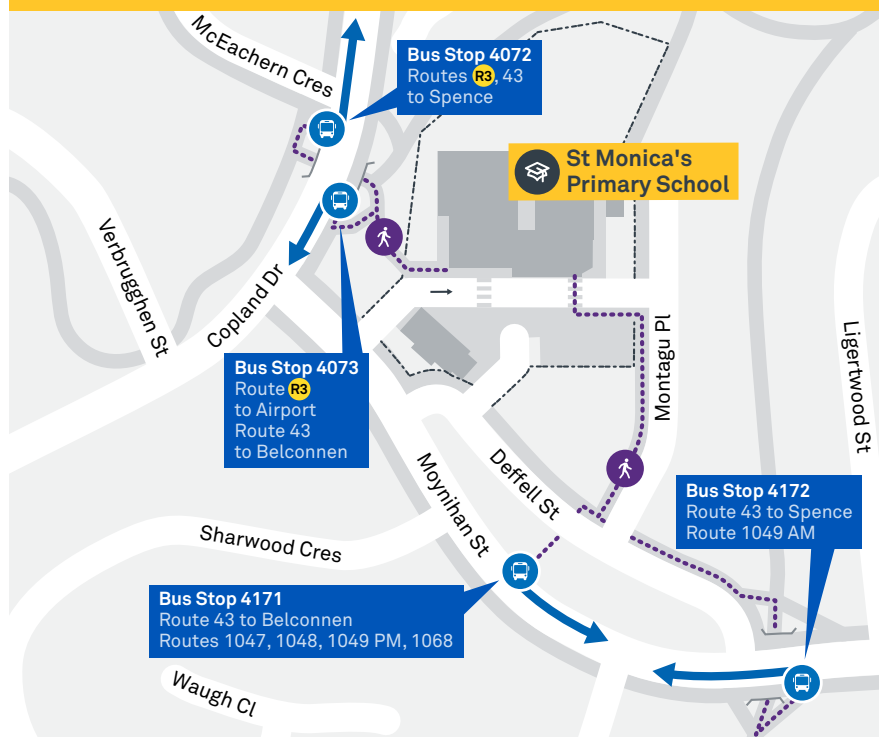 McEachern Cres
Bus Stop 4072
Routes R3, 43
to Spence
St Monica's
Primary School
Verbrugghen St
Copland Dr
Bus Stop 4073
Route R3
to Airport
Route 43
to Belconnen
Montagu Pl
Ligertwood St
Moynihan St
Deffell St
Bus Stop 4172
Route 43 to Spence
Route 1049 AM
Sharwood Cres
Bus Stop 4171
Route 43 to Belconnen
Routes 1047, 1048, 1049 PM, 1068
Waugh Cl